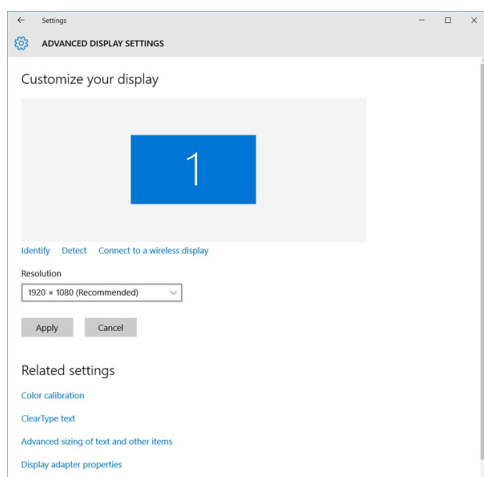 Settings
ADVANCED DISPLAY SETTINGS
Customize your display
1
Identify Detect Connect to a wireless display
Resolution
1920 × 1080 (Recommended)
Apply Cancel
Related settings
Color calibration
ClearType text
Advanced sizing of text and other items
Display adapter properties